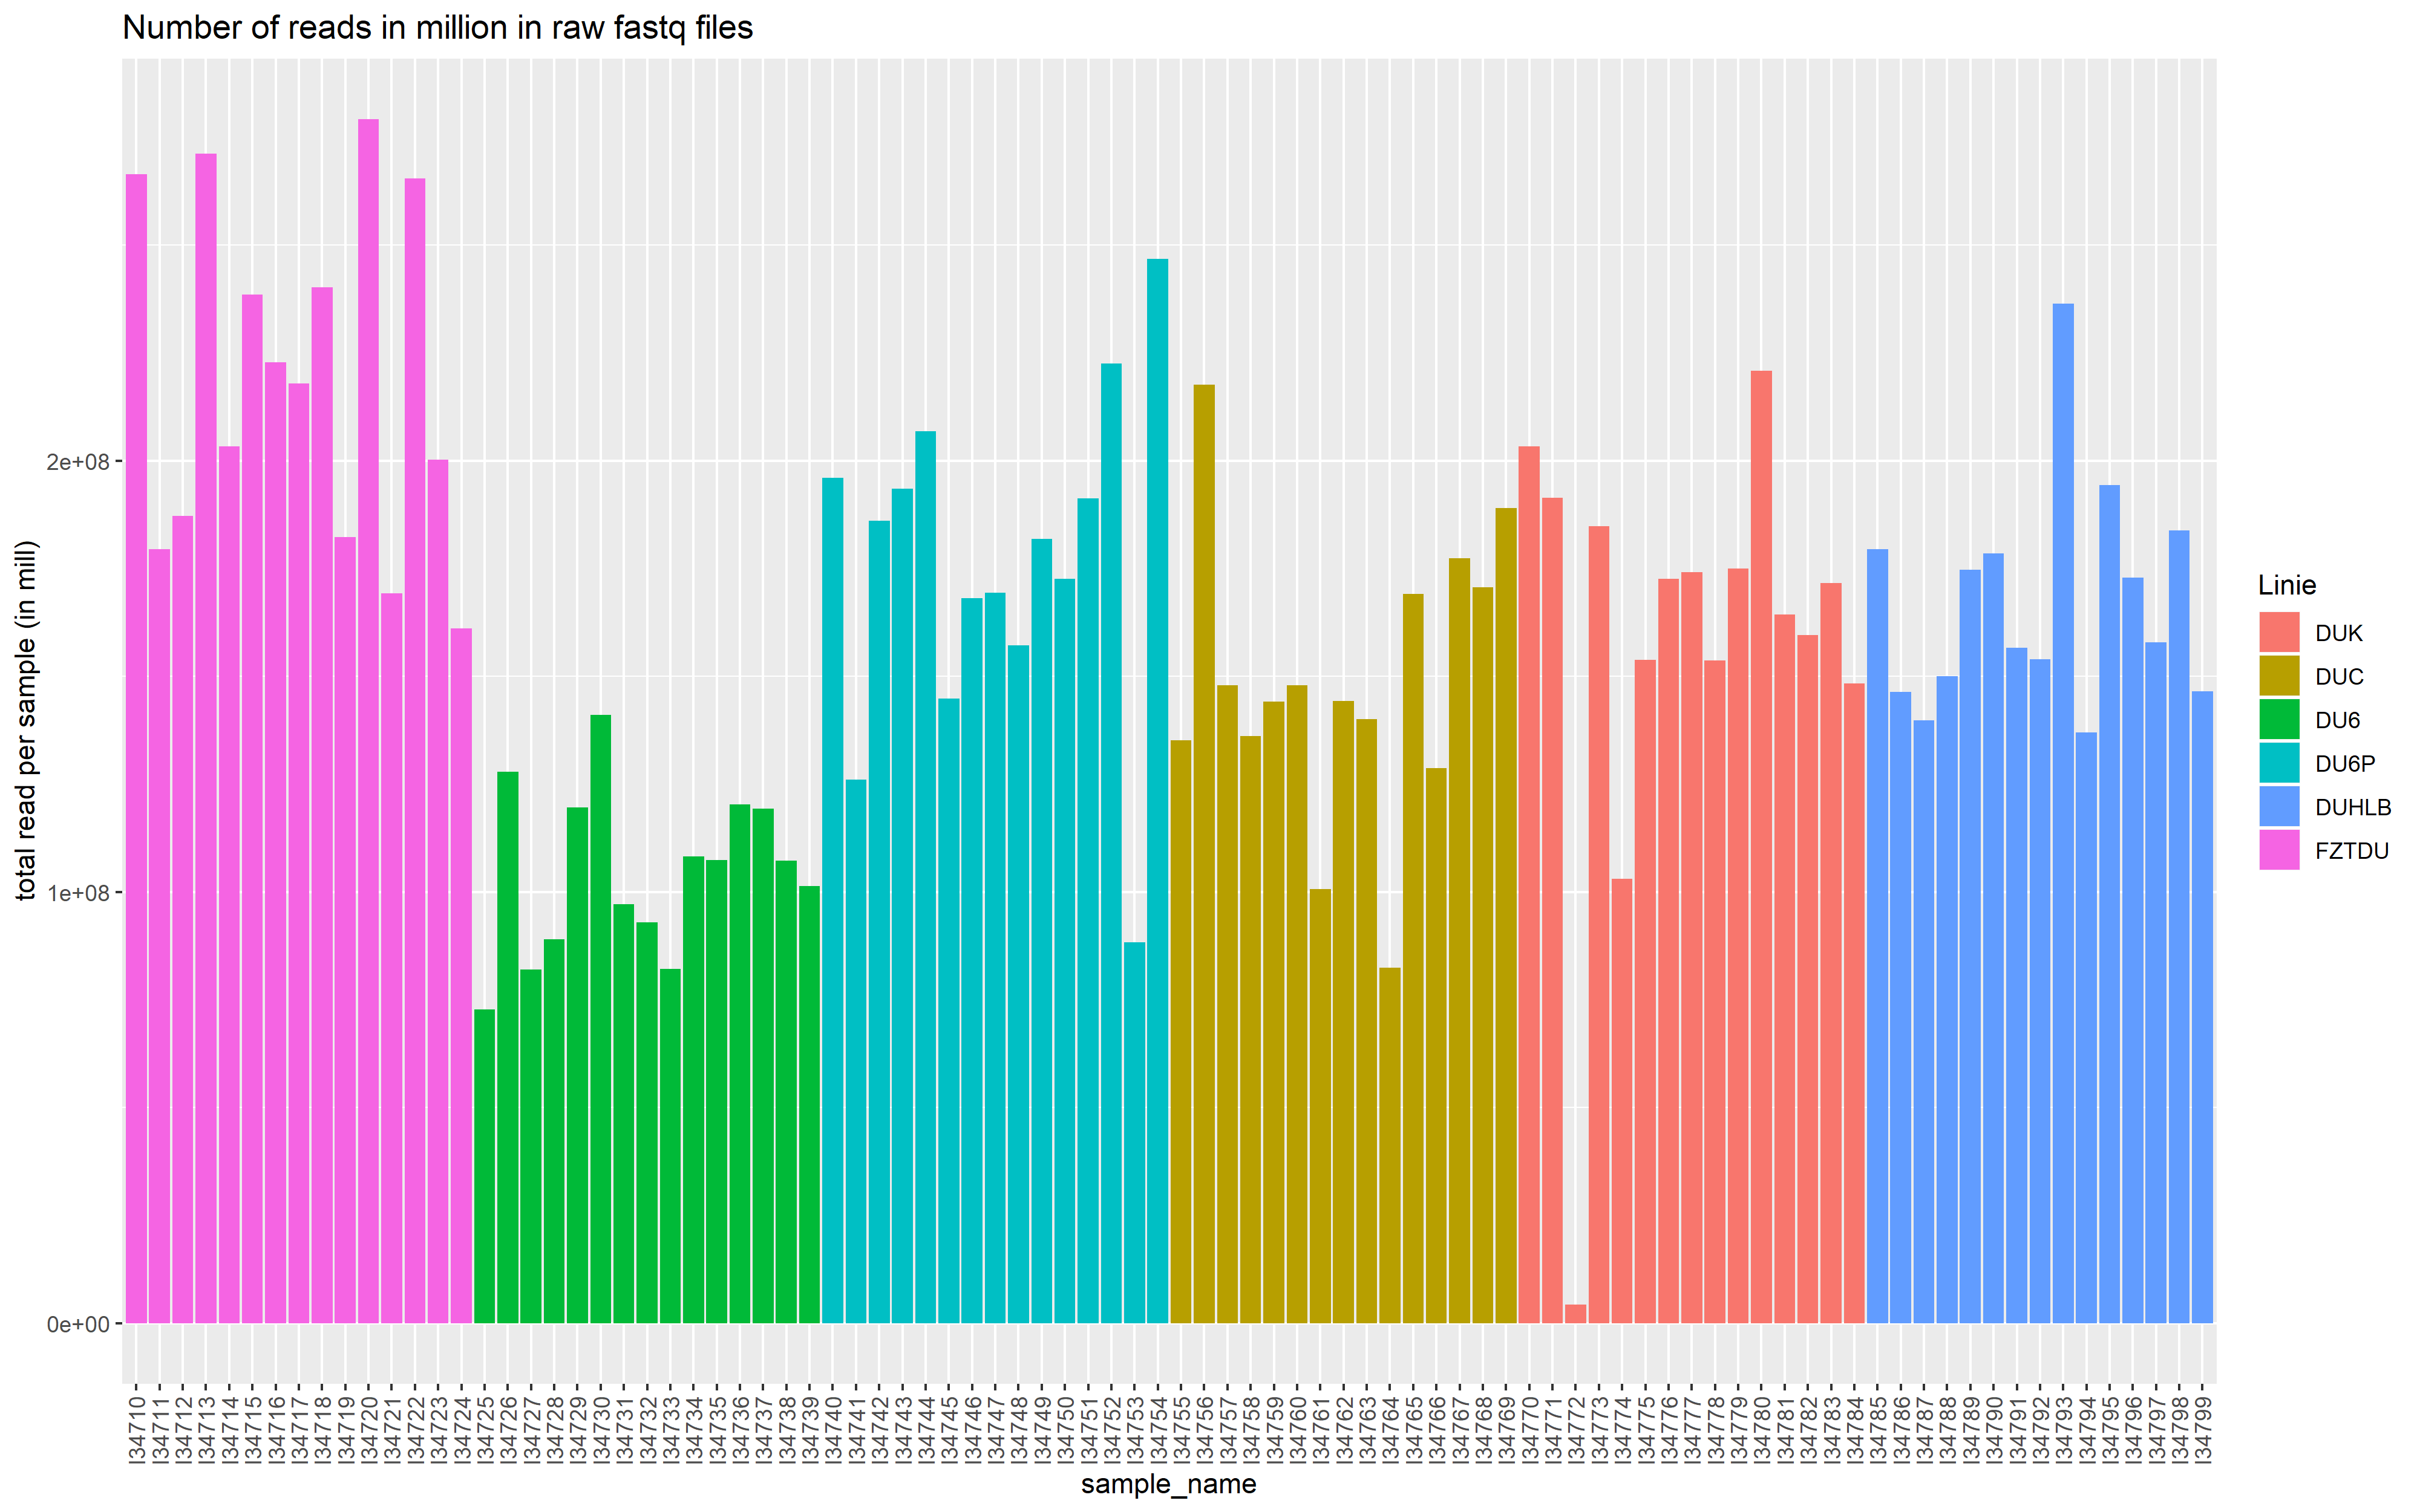 Number of reads in million in raw fastq files
total read per sample (in mill)
2e+08
1e+08
0e+00
I34710
I34711
I34712
I34713
I34714
I34715
I34716
I34717
I34718
I34719
I34720
I34721
I34722
I34723
I34724
I34725
I34726
I34727
I34728
I34729
I34730
I34731
I34732
I34733
I34734
I34735
I34736
I34737
I34738
I34739
I34740
I34741
I34742
I34743
I34744
I34745
I34746
I34747
I34748
I34749
I34750
I34751
I34752
I34753
I34754
I34755
I34756
I34757
I34758
I34759
I34760
I34761
I34762
I34763
I34764
I34765
I34766
I34767
I34768
I34769
I34770
I34771
I34772
I34773
I34774
I34775
I34776
I34777
I34778
I34779
I34780
I34781
I34782
I34783
I34784
I34785
I34786
I34787
I34788
I34789
I34790
I34791
I34792
I34793
I34794
I34795
I34796
I34797
I34798
I34799
sample_name
Linie
DUK
DUC
DU6
DU6P
DUHLB
FZTDU